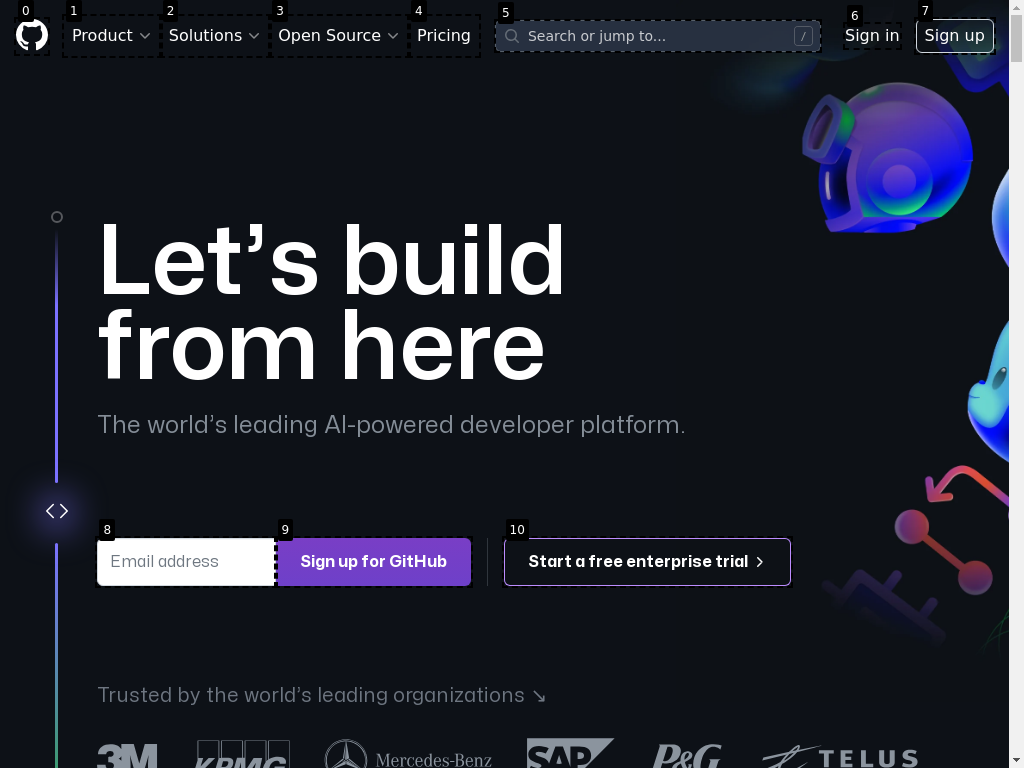 0 1 2 3 4 5 6 7
Product Solutions Open Source Pricing Search or jump to... / Sign in Sign up
Let’s build
from here
The world’s leading AI-powered developer platform.
8 9 10
Email address Sign up for GitHub Start a free enterprise trial
Trusted by the world’s leading organizations ↘
3M KPMG Mercedes-Benz SAP P&G TELUS